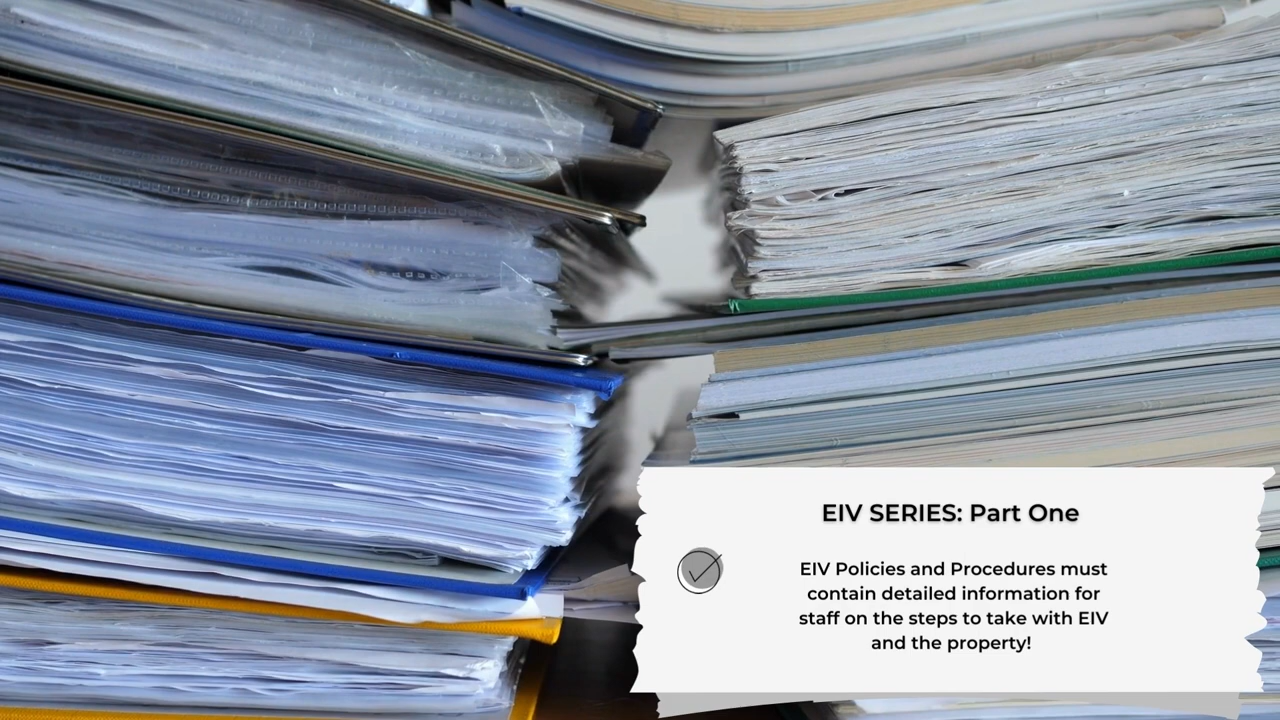 EIV SERIES: Part One
EIV Policies and Procedures must
contain detailed information for
staff on the steps to take with EIV
and the property!